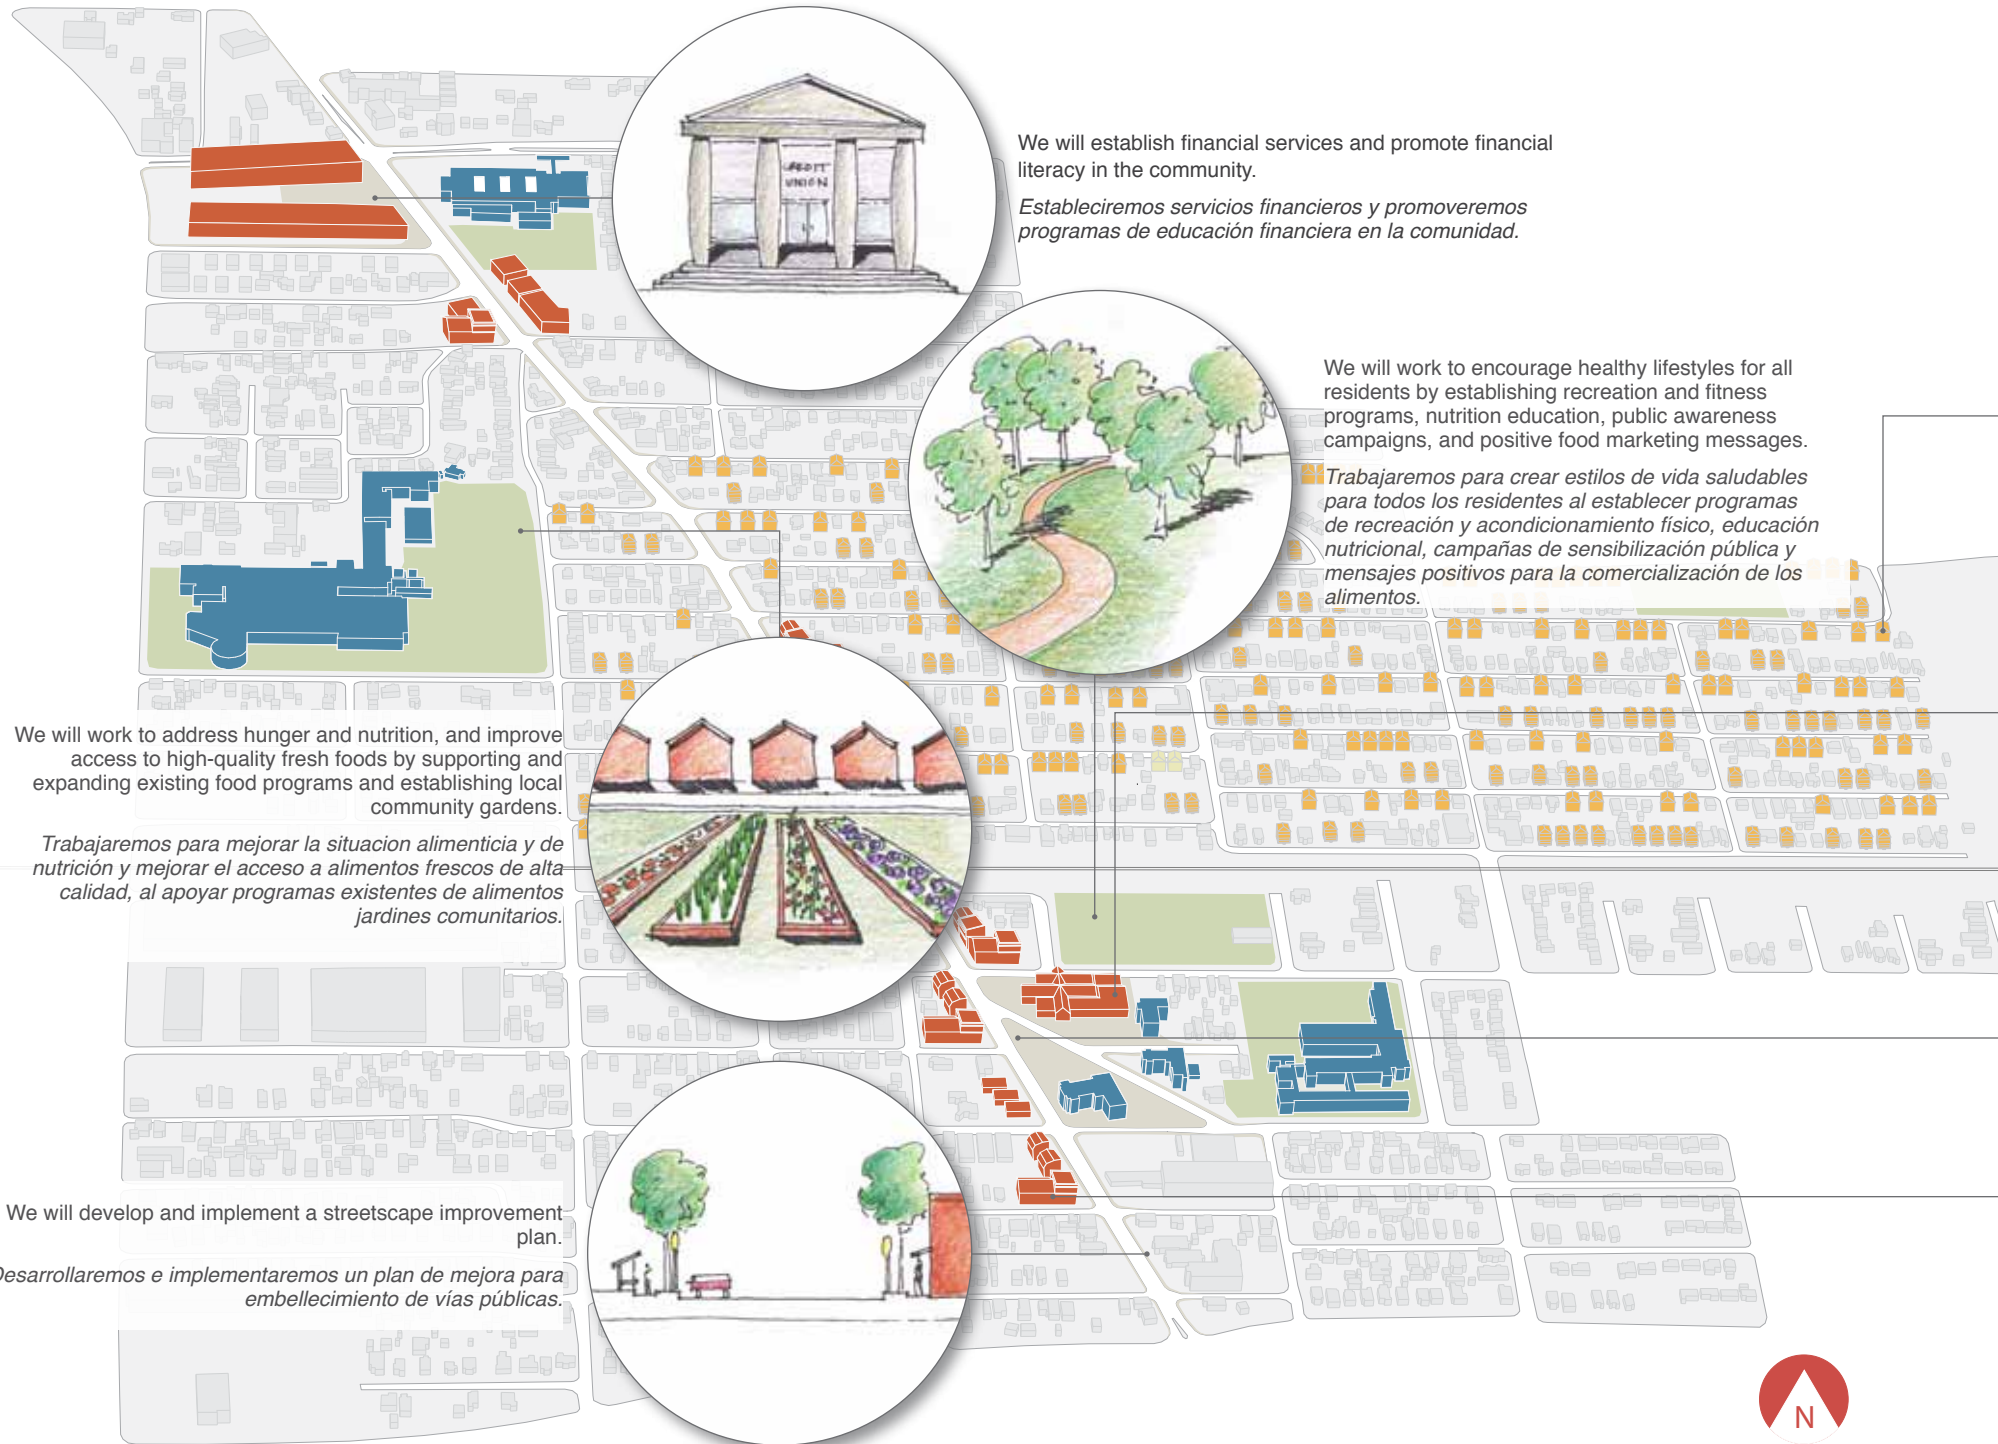 We will establish financial services and promote financial
literacy in the community.
Estableciremos servicios financieros y promoveremos
programas de educación financiera en la comunidad.
UNION
We will work to encourage healthy lifestyles for all
residents by establishing recreation and fitness
programs, nutrition education, public awareness
campaigns, and positive food marketing messages.
Trabajaremos para crear estilos de vida saludables
para todos los residentes al establecer programas
de recreación y acondicionamiento físico, educación
nutricional, campañas de sensibilización pública y
mensajes positivos para la comercialización de los
alimentos.
We will work to address hunger and nutrition, and improve
access to high-quality fresh foods by supporting and
expanding existing food programs and establishing local
community gardens.
Trabajaremos para mejorar la situacion alimenticia y de
nutrición y mejorar el acceso a alimentos frescos de alta
calidad, al apoyar programas existentes de alimentos
jardines comunitarios.
We will develop and implement a streetscape improvement
plan.
Desarrollaremos e implementaremos un plan de mejora para
embellecimiento de vías públicas.
N